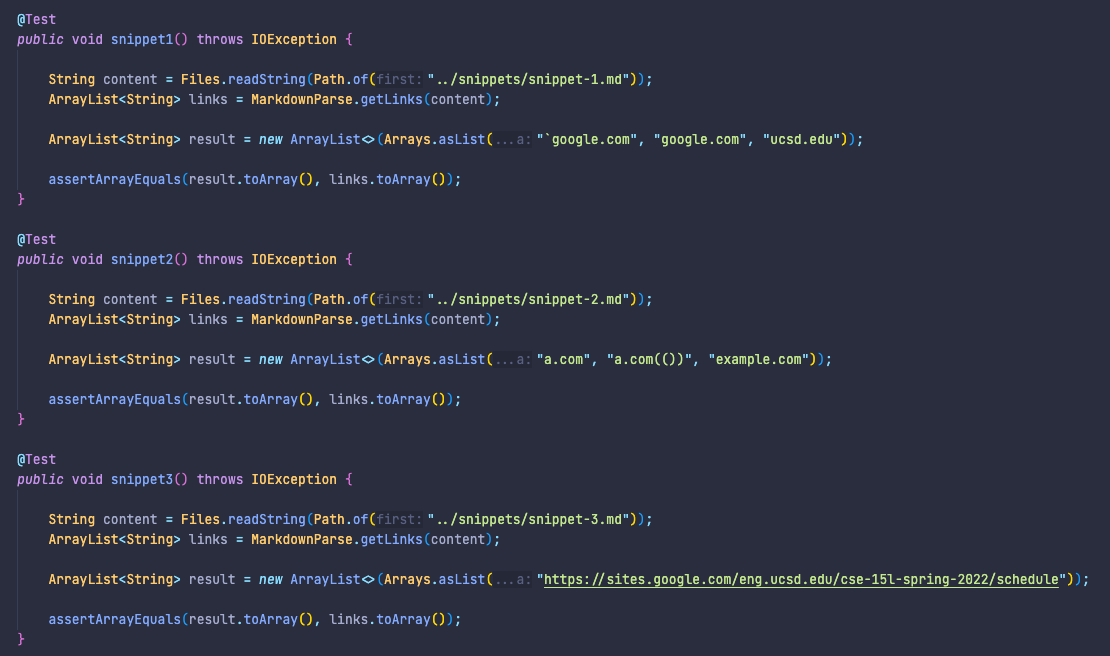 @Test
public void snippet1() throws IOException {
String content = Files.readString(Path.of(first: "../snippets/snippet-1.md"));
ArrayList<String> links = MarkdownParse.getLinks(content);
ArrayList<String> result = new ArrayList<>(Arrays.asList(...a: "`google.com", "google.com", "ucsd.edu"));
assertArrayEquals(result.toArray(), links.toArray());
}
@Test
public void snippet2() throws IOException {
String content = Files.readString(Path.of(first: "../snippets/snippet-2.md"));
ArrayList<String> links = MarkdownParse.getLinks(content);
ArrayList<String> result = new ArrayList<>(Arrays.asList(...a: "a.com", "a.com(())", "example.com"));
assertArrayEquals(result.toArray(), links.toArray());
}
@Test
public void snippet3() throws IOException {
String content = Files.readString(Path.of(first: "../snippets/snippet-3.md"));
ArrayList<String> links = MarkdownParse.getLinks(content);
ArrayList<String> result = new ArrayList<>(Arrays.asList(...a: "https://sites.google.com/eng.ucsd.edu/cse-15l-spring-2022/schedule"));
assertArrayEquals(result.toArray(), links.toArray());
}